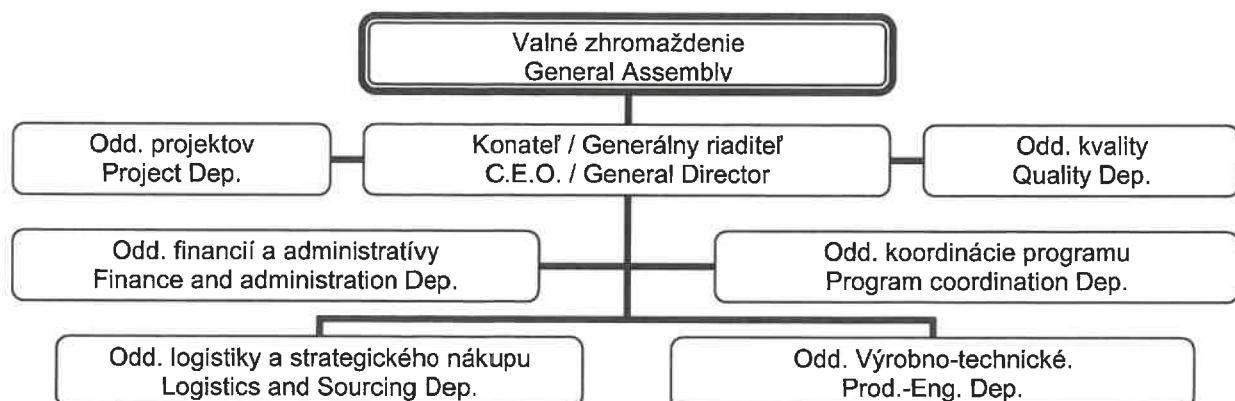 Valné zhromaždenie
General Assembly
Odd. projektov
Project Dep.
Konateľ / Generálny riaditeľ
C.E.O. / General Director
Odd. kvality
Quality Dep.
Odd. financií a administratívy
Finance and administration Dep.
Odd. koordinácie programu
Program coordination Dep.
Odd. logistiky a strategického nákupu
Logistics and Sourcing Dep.
Odd. Výrobno-technické.
Prod.-Eng. Dep.